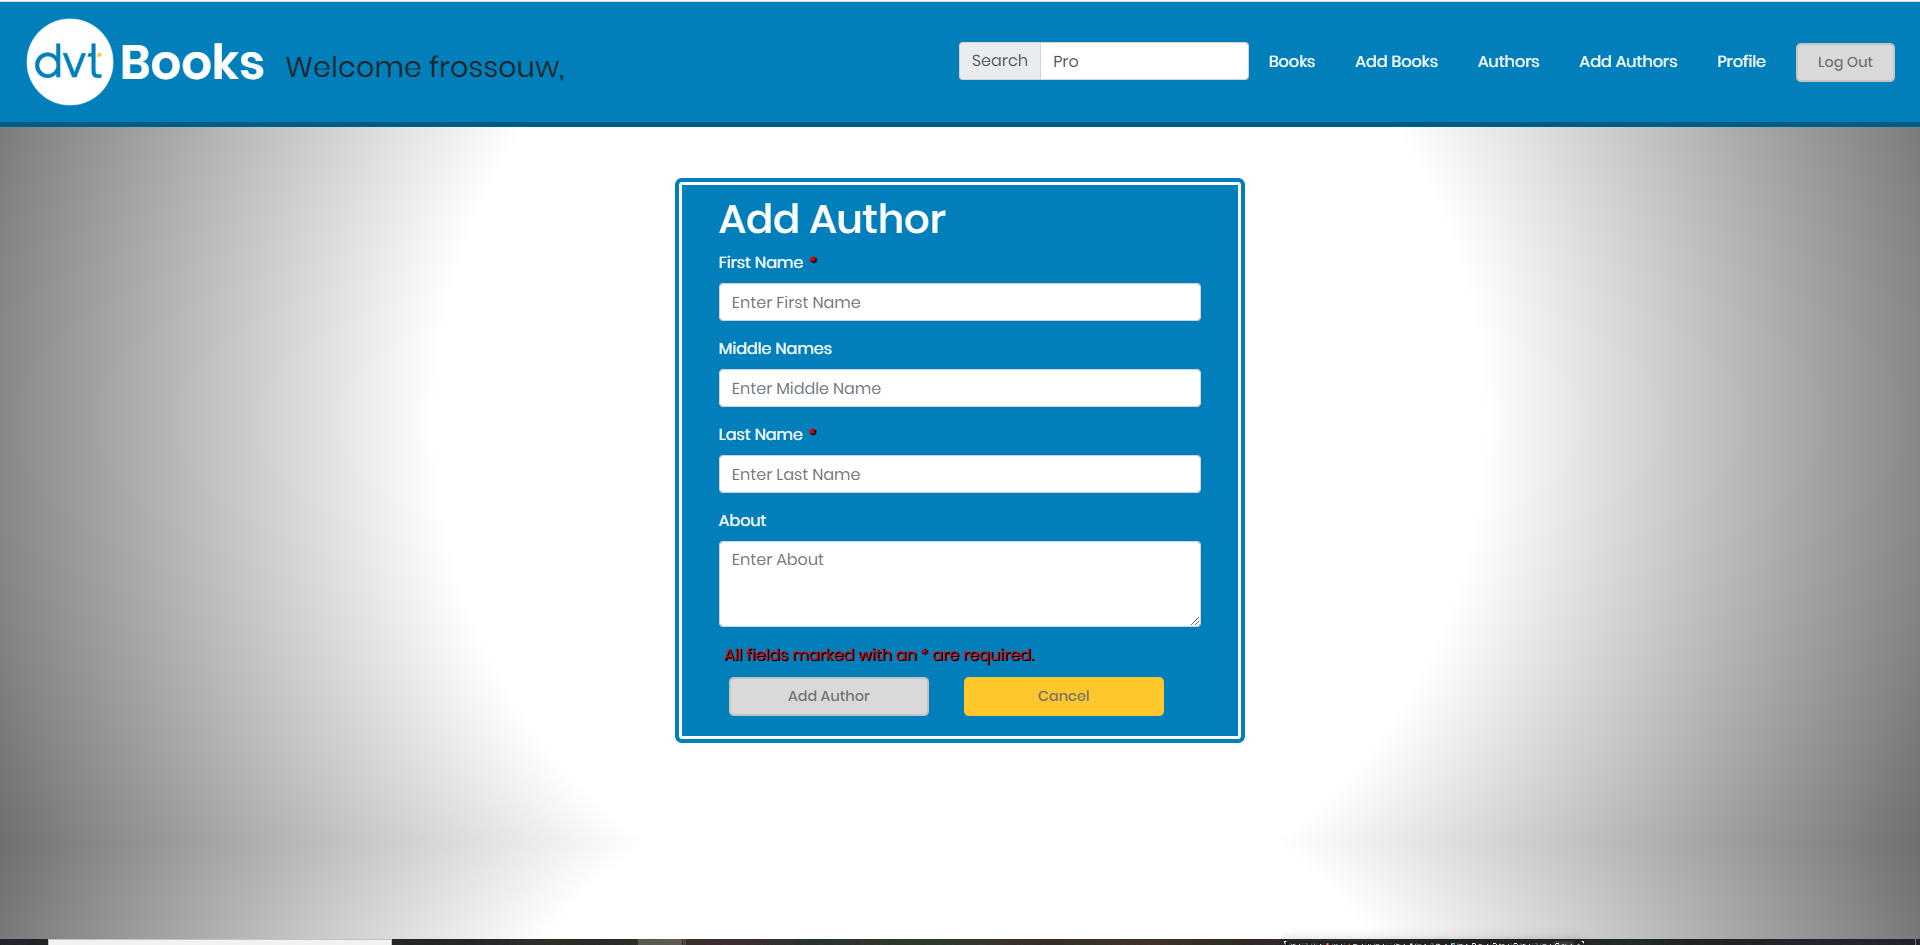 dvt Books
Welcome frossouw,
Search Pro
Books Add Books Authors Add Authors Profile Log Out
Add Author
First Name *
Enter First Name
Middle Names
Enter Middle Name
Last Name *
Enter Last Name
About
Enter About
All fields marked with an * are required.
Add Author Cancel